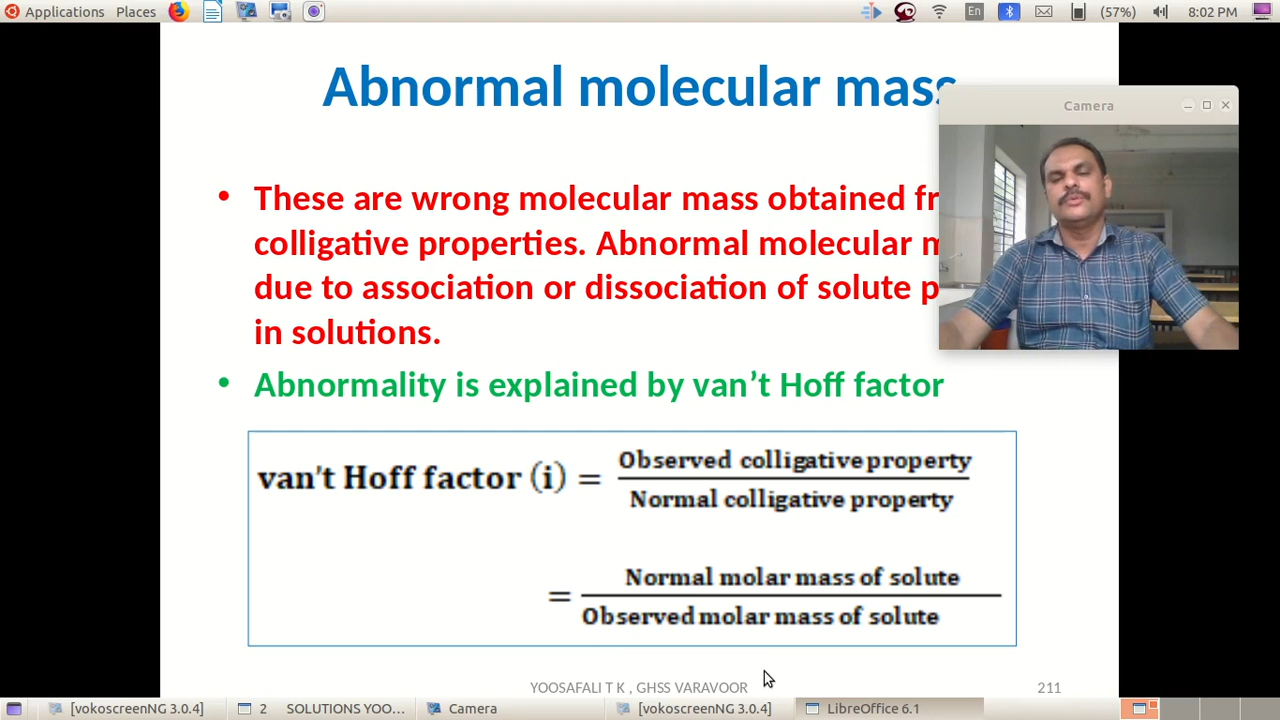 Applications Places En (57%) 8:02 PM
Abnormal molecular mass
Camera
• These are wrong molecular mass obtained
colligative properties. Abnormal molecular
due to association or dissociation of solute
in solutions.
• Abnormality is explained by van’t Hoff factor
van't Hoff factor (i) = Observed colligative property
Normal colligative property
= Normal molar mass of solute
Observed molar mass of solute
YOOSAFALI T K , GHSS VARAVOOR 211
[vokoscreenNG 3.0.4] 2 SOLUTIONS YOO... Camera [vokoscreenNG 3.0.4] LibreOffice 6.1